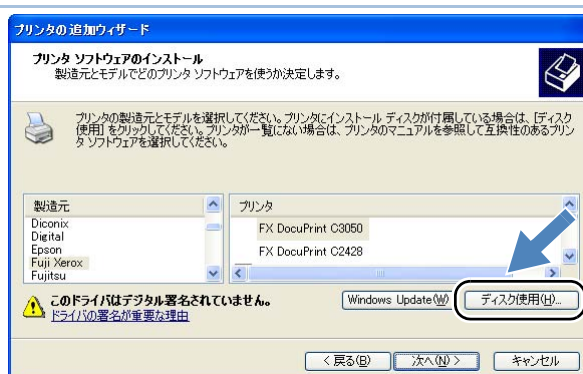 プリンタの追加ウィザード
プリンタ ソフトウェアのインストール
製造元とモデルでどのプリンタ ソフトウェアを使うか決定します。
プリンタの製造元とモデルを選択してください。プリンタにインストール ディスクが付属している場合は、[ディスク
使用] をクリックしてください。プリンタが一覧にない場合は、プリンタのマニュアルを参照して互換性のあるプリン
タ ソフトウェアを選択してください。
製造元
Diconix
Digital
Epson
Fuji Xerox
Fujitsu
プリンタ
FX DocuPrint C3050
FX DocuPrint C2428
このドライバはデジタル署名されていません。
ドライバの署名が重要な理由
Windows Update(W)
ディスク使用(H)...
< 戻る(B)
次へ(N) >
キャンセル